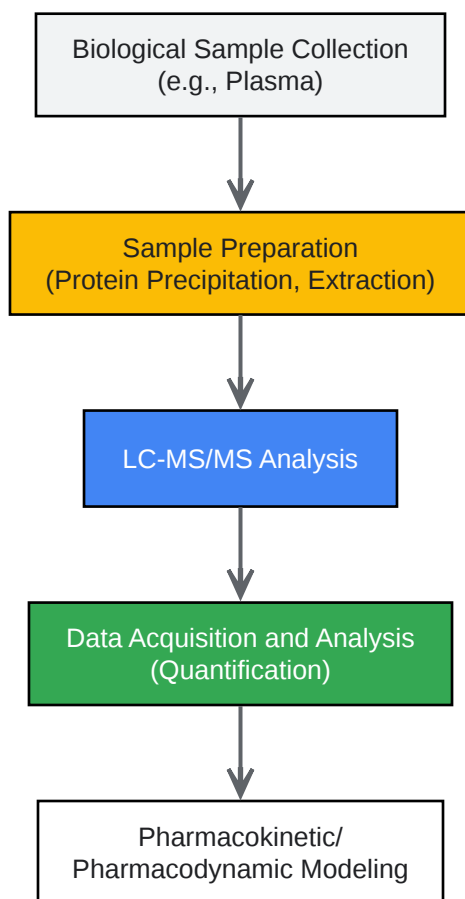 Biological Sample Collection
(e.g., Plasma)
Sample Preparation
(Protein Precipitation, Extraction)
LC-MS/MS Analysis
Data Acquisition and Analysis
(Quantification)
Pharmacokinetic/
Pharmacodynamic Modeling